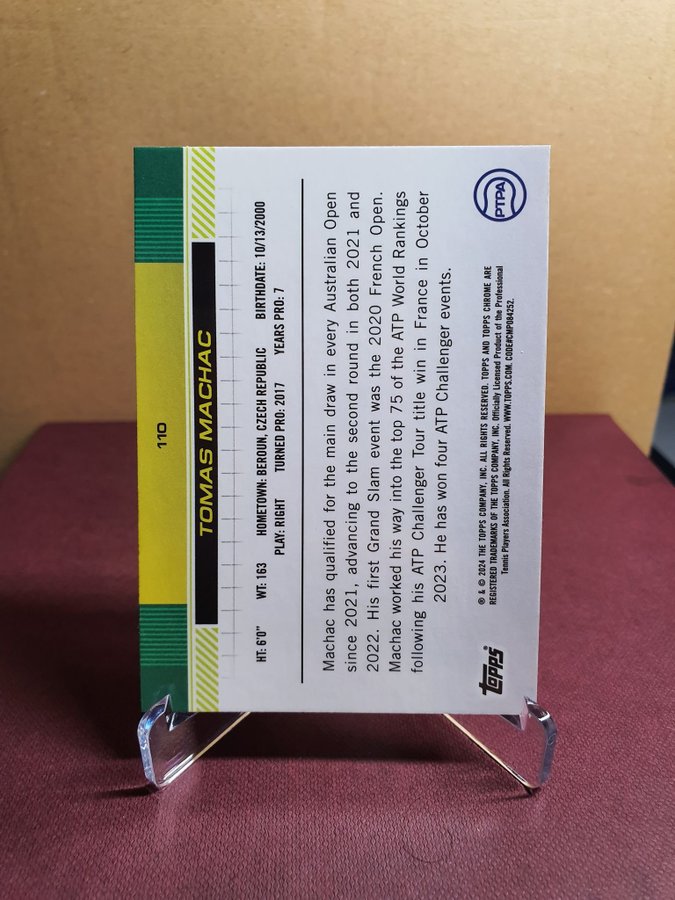 110
TOMAS MACHAC
HT: 6'0" WT: 163 HOMETOWN: BEROUN, CZECH REPUBLIC BIRTHDATE: 10/13/2000
PLAY: RIGHT TURNED PRO: 2017 YEARS PRO: 7
Machac has qualified for the main draw in every Australian Open
since 2021, advancing to the second round in both 2021 and
2022. His first Grand Slam event was the 2020 French Open.
Machac worked his way into the top 75 of the ATP World Rankings
following his ATP Challenger Tour title win in France in October
2023. He has won four ATP Challenger events.
topps®
® & © 2024 THE TOPPS COMPANY, INC. ALL RIGHTS RESERVED. TOPPS AND TOPPS CHROME ARE
REGISTERED TRADEMARKS OF THE TOPPS COMPANY, INC. Officially Licensed Product of the Professional
Tennis Players Association. All Rights Reserved. WWW.TOPPS.COM. CODE#CMP084252.
PTPA